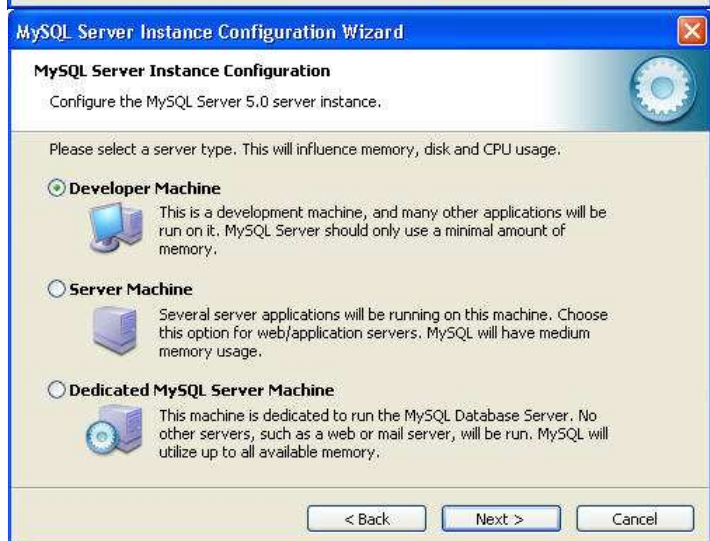 MySQL Server Instance Configuration Wizard
MySQL Server Instance Configuration
Configure the MySQL Server 5.0 server instance.
Please select a server type. This will influence memory, disk and CPU usage.
Developer Machine
This is a development machine, and many other applications will be
run on it. MySQL Server should only use a minimal amount of
memory.
Server Machine
Several server applications will be running on this machine. Choose
this option for web/application servers. MySQL will have medium
memory usage.
Dedicated MySQL Server Machine
This machine is dedicated to run the MySQL Database Server. No
other servers, such as a web or mail server, will be run. MySQL will
utilize up to all available memory.
< Back Next > Cancel